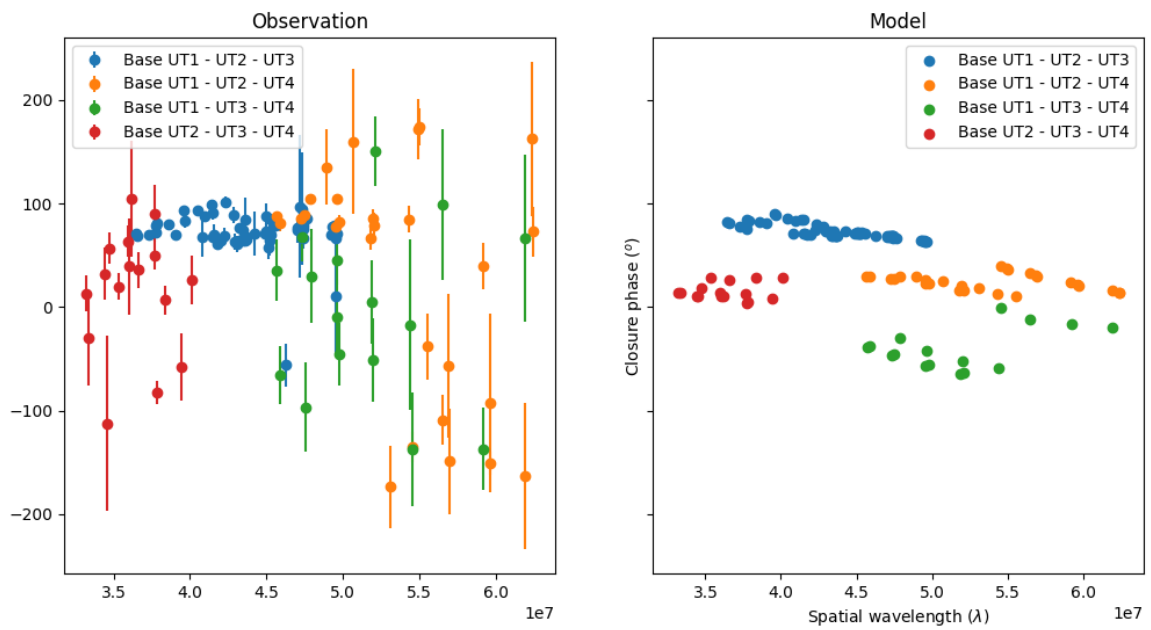 Observation
Base UT1 - UT2 - UT3
Base UT1 - UT2 - UT4
Base UT1 - UT3 - UT4
Base UT2 - UT3 - UT4
200
100
0
−100
−200
3.5 4.0 4.5 5.0 5.5 6.0
1e7
Model
Base UT1 - UT2 - UT3
Base UT1 - UT2 - UT4
Base UT1 - UT3 - UT4
Base UT2 - UT3 - UT4
Closure phase (°)
3.5 4.0 4.5 5.0 5.5 6.0
Spatial wavelength (λ)
1e7